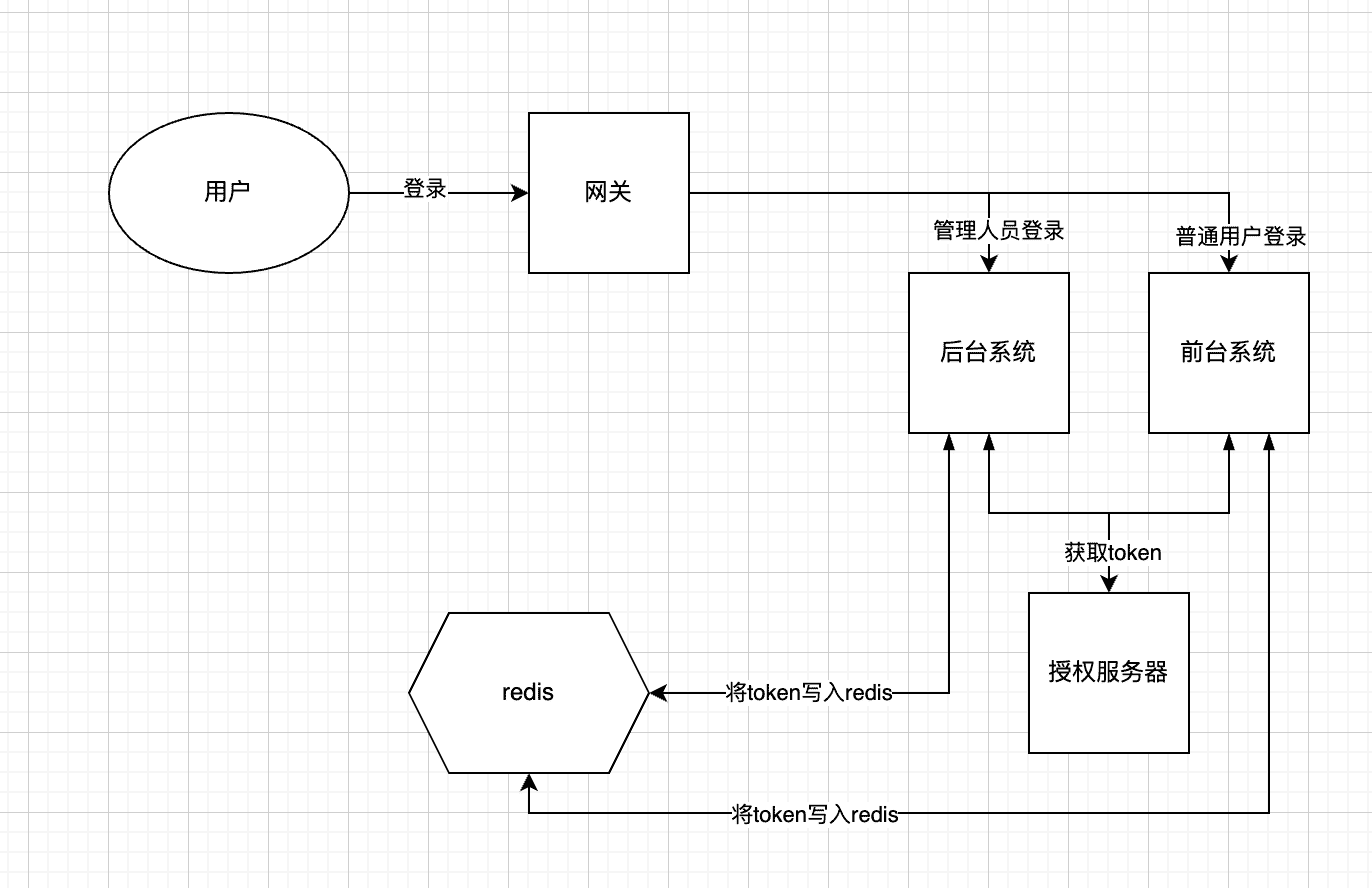 用户
登录
网关
管理人员登录
普通用户登录
后台系统
前台系统
获取token
授权服务器
redis
将token写入redis
将token写入redis